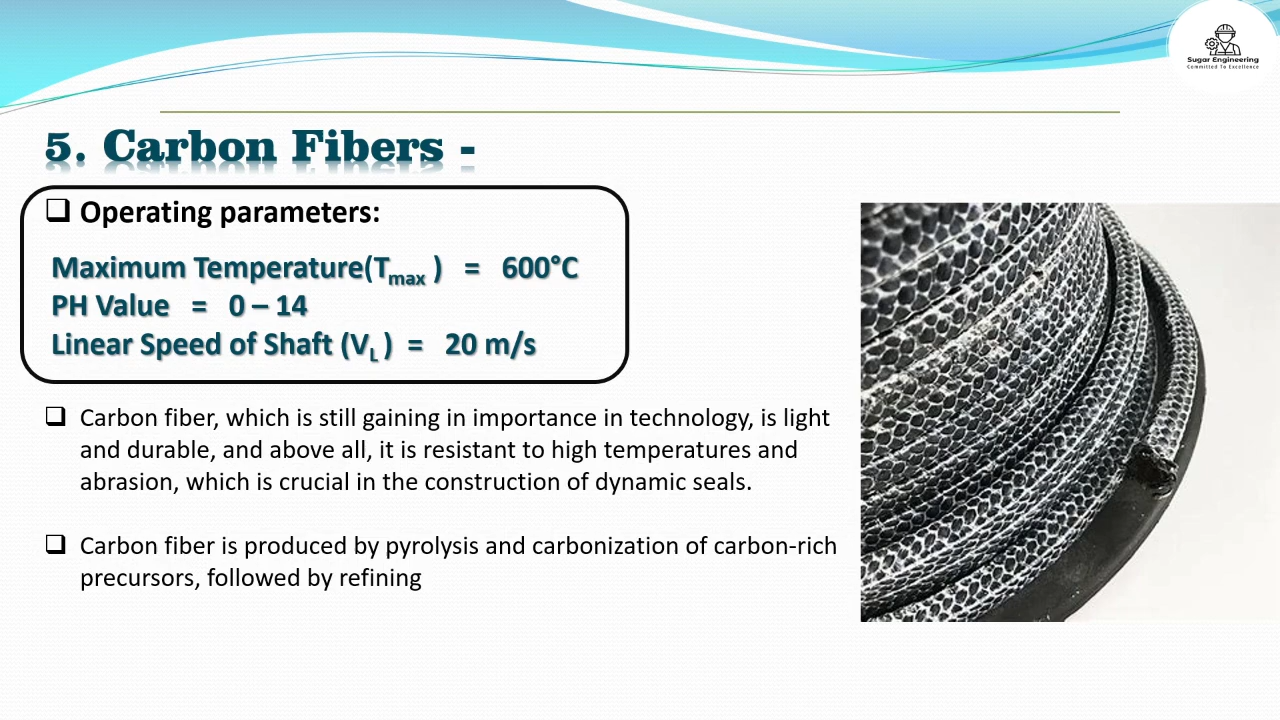 Sugar Engineering
Committed To Excellence
5. Carbon Fibers -
Operating parameters:
Maximum Temperature(Tmax ) = 600°C
PH Value = 0 – 14
Linear Speed of Shaft (VL ) = 20 m/s
Carbon fiber, which is still gaining in importance in technology, is light
and durable, and above all, it is resistant to high temperatures and
abrasion, which is crucial in the construction of dynamic seals.
Carbon fiber is produced by pyrolysis and carbonization of carbon-rich
precursors, followed by refining